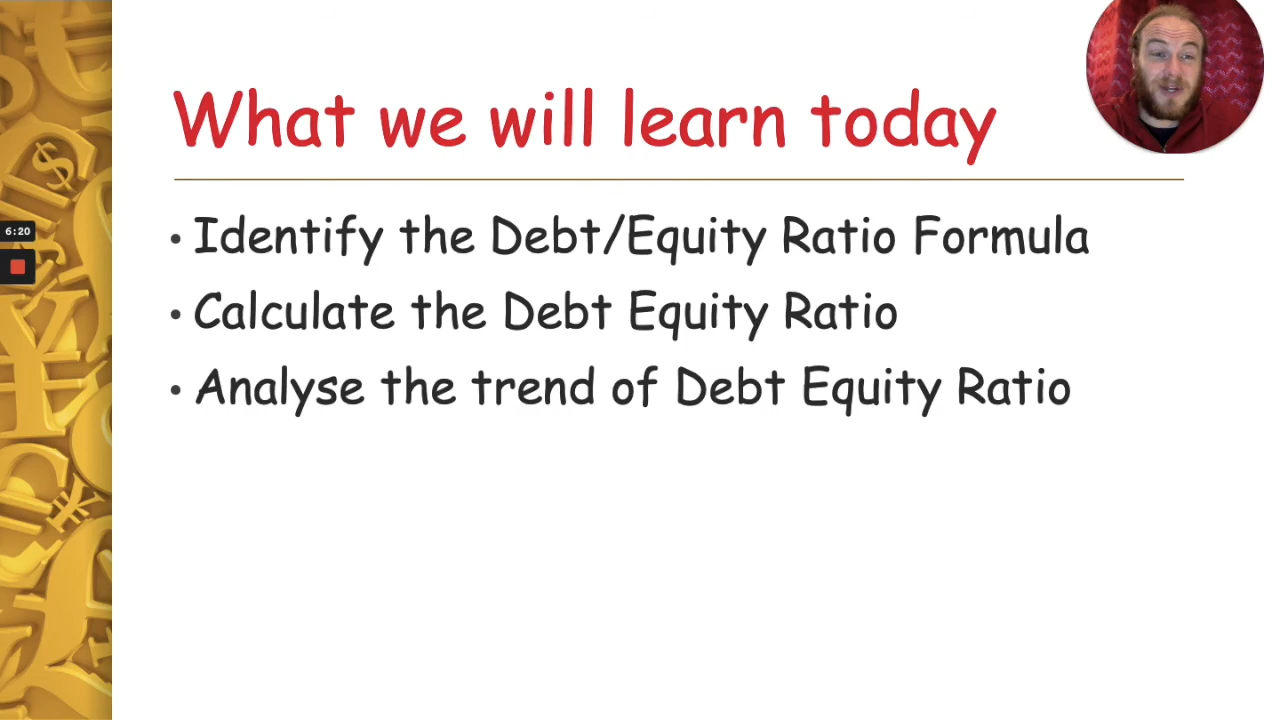 What we will learn today
• Identify the Debt/Equity Ratio Formula
• Calculate the Debt Equity Ratio
• Analyse the trend of Debt Equity Ratio
6:20